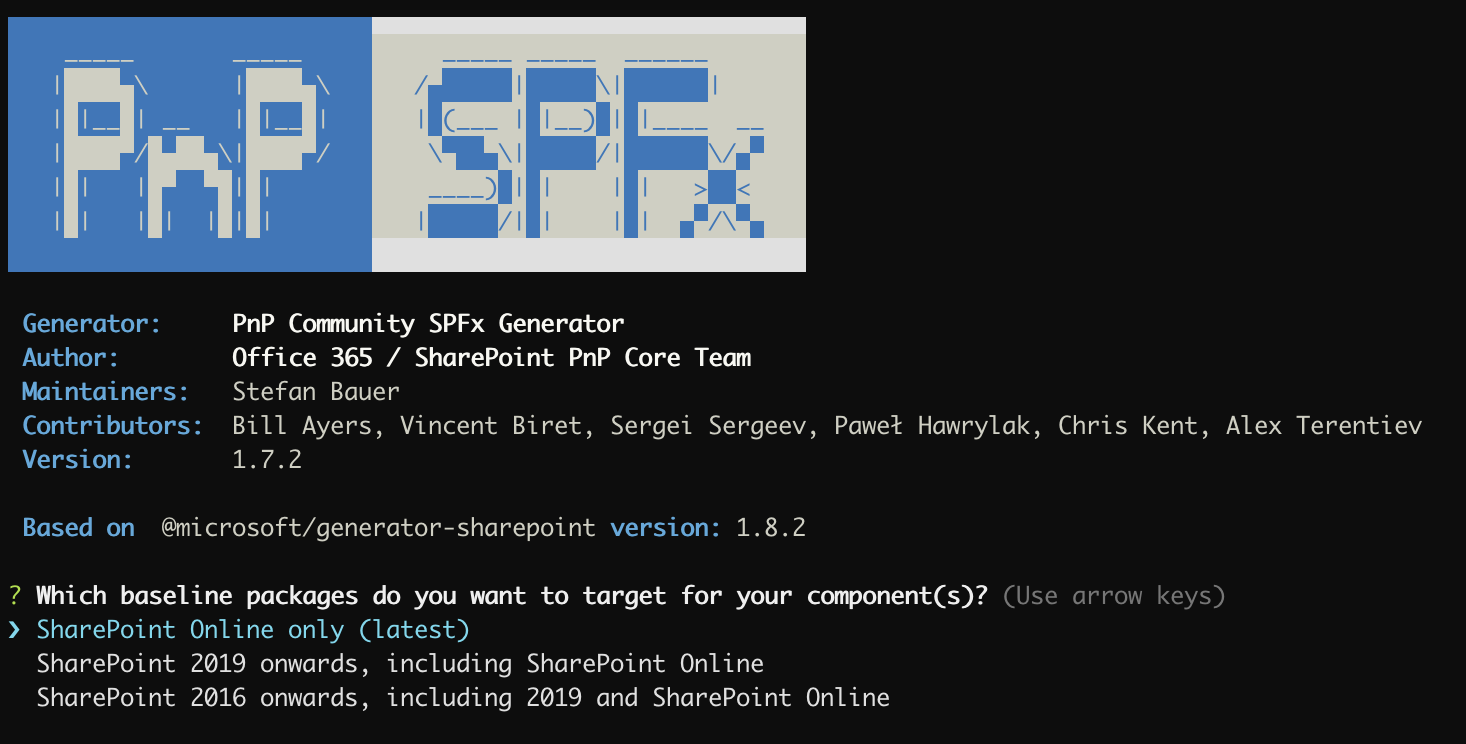 PnP SPFx
Generator: PnP Community SPFx Generator
Author: Office 365 / SharePoint PnP Core Team
Maintainers: Stefan Bauer
Contributors: Bill Ayers, Vincent Biret, Sergei Sergeev, Paweł Hawrylak, Chris Kent, Alex Terentiev
Version: 1.7.2
Based on @microsoft/generator-sharepoint version: 1.8.2
? Which baseline packages do you want to target for your component(s)? (Use arrow keys)
❯ SharePoint Online only (latest)
SharePoint 2019 onwards, including SharePoint Online
SharePoint 2016 onwards, including 2019 and SharePoint Online